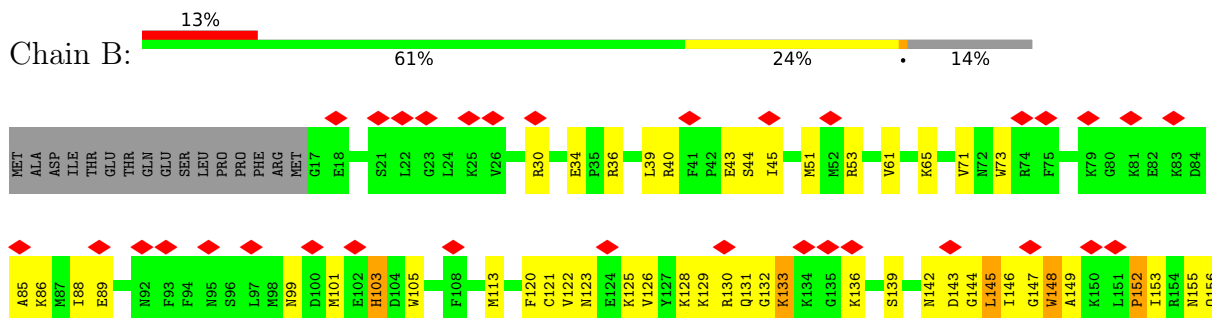 13%
Chain B:
61% 24% • 14%
MET ALA ASP ILE THR GLU THR THR GLN GLU SER LEU PRO PRO PHE ARG MET G17 E18 S21 L22 G23 L24 K25 V26 R30 E34 P35 R36 L39 R40 F41 P42 E43 S44 I45 M51 M52 R53 V61 K65 V71 N72 W73 R74 F75 K79 G80 K81 E82 K83 D84
A85 K86 M87 I88 E89 N92 F93 F94 N95 S96 L97 M98 N99 D100 M101 E102 H103 D104 W105 F108 M113 F120 C121 V122 N123 E124 K125 V126 Y127 K128 K129 R130 Q131 G132 K134 K133 G135 K136 S139 N142 D143 G144 L145 I146 G147 W148 A149 K150 L151 P152 I153 R154 N155 Q156